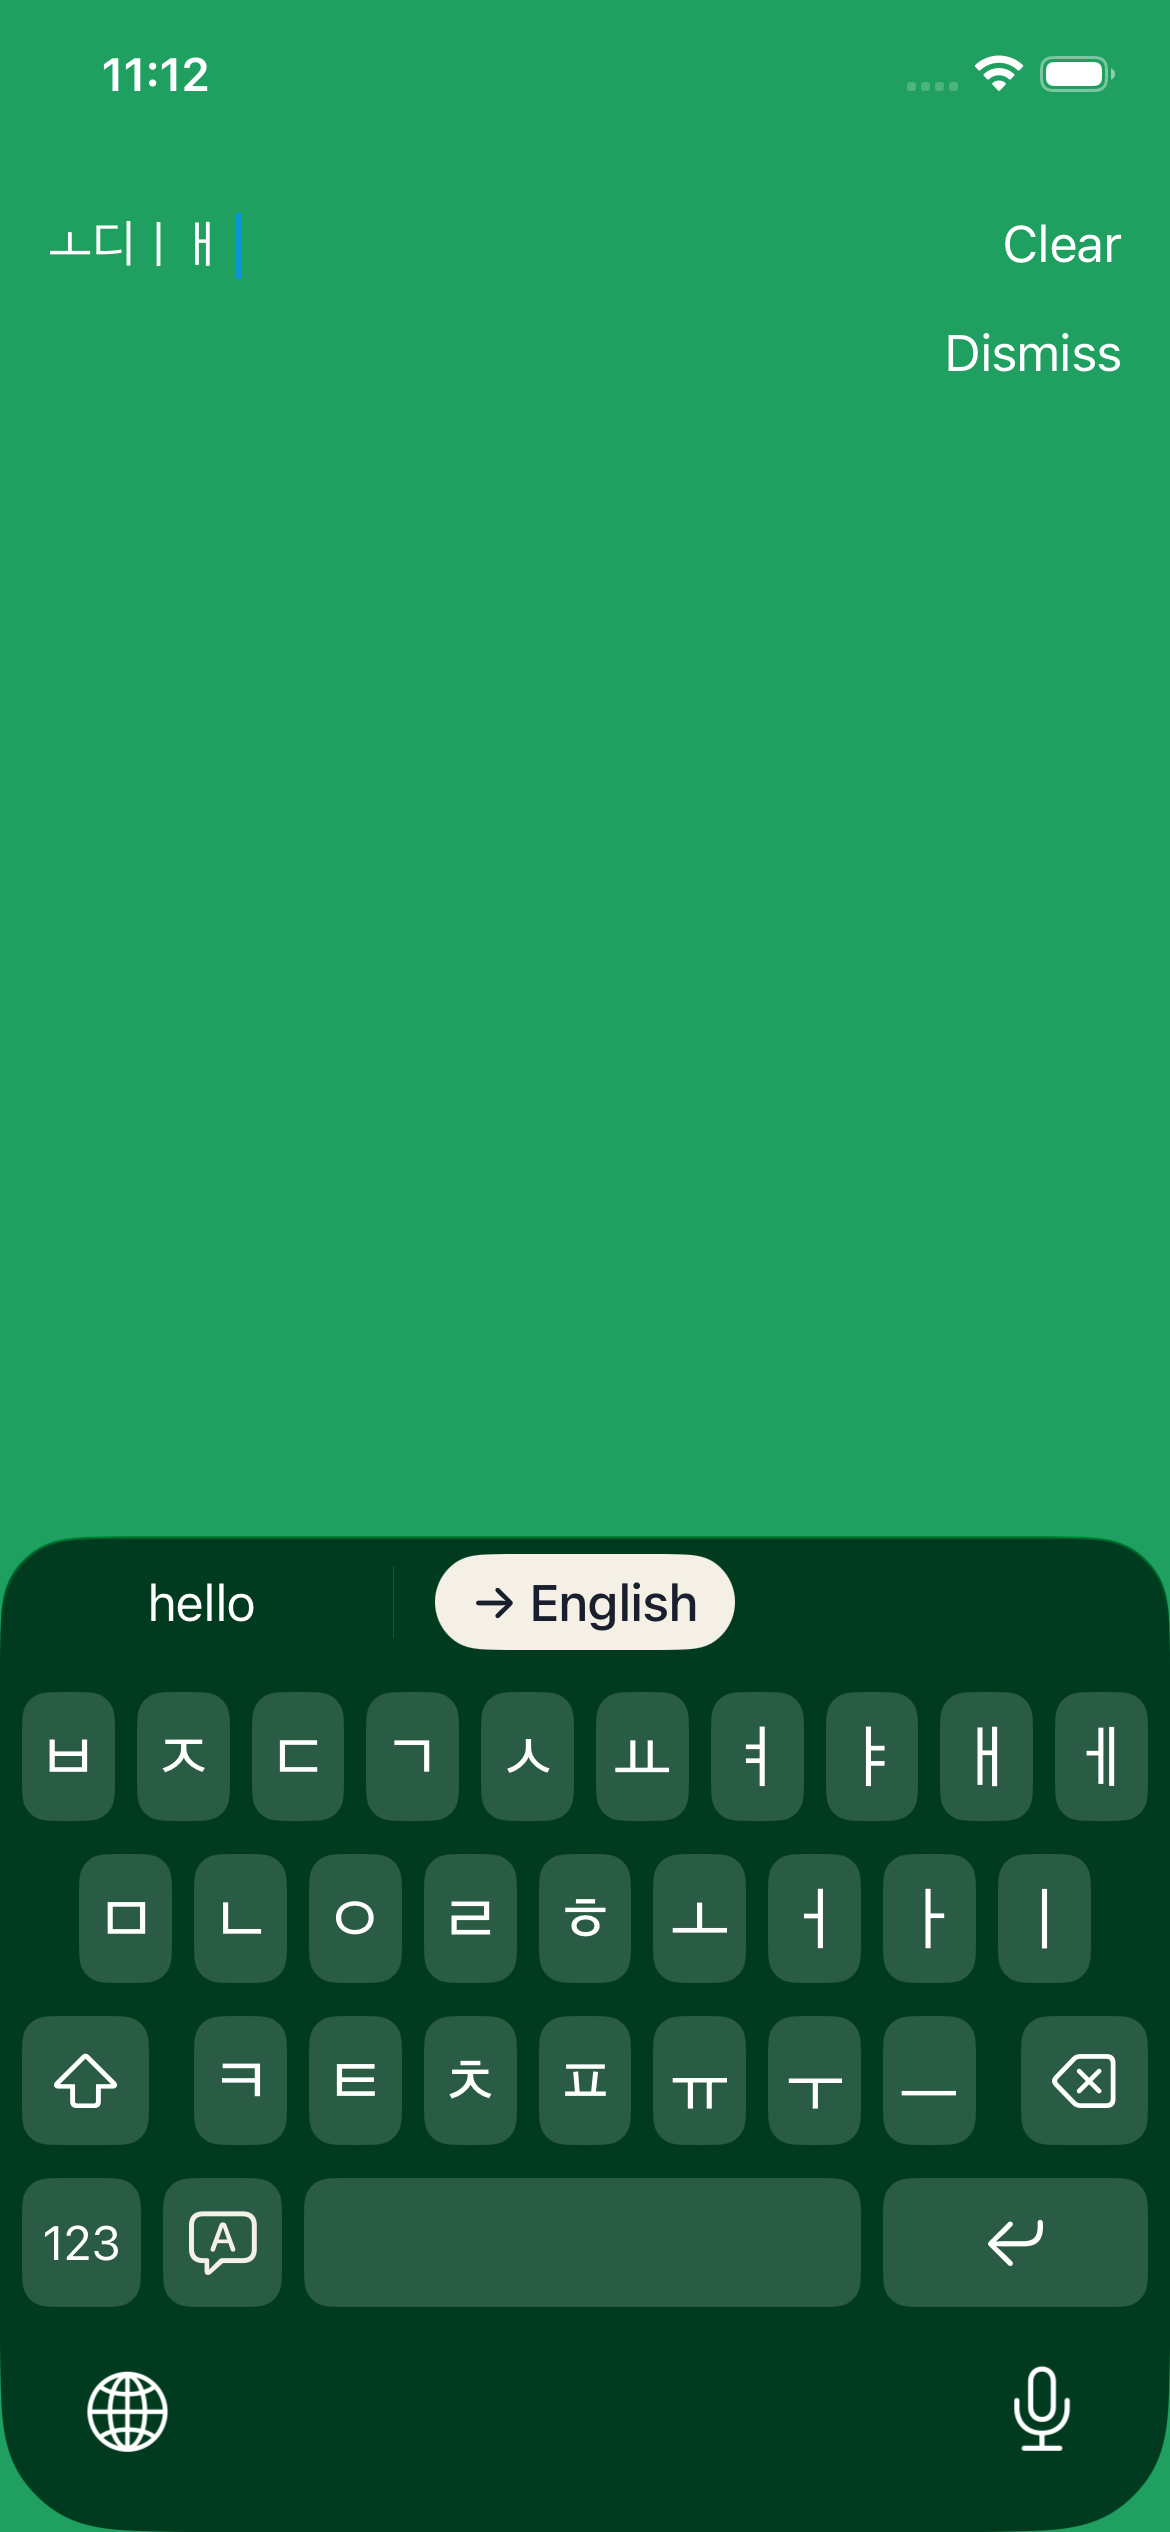 11:12
ㅗ디ㅣㅐ
Clear
Dismiss
hello
→ English
ㅂ ㅈ ㄷ ㄱ ㅅ ㅛ ㅕ ㅑ ㅐ ㅔ
ㅁ ㄴ ㅇ ㄹ ㅎ ㅗ ㅓ ㅏ ㅣ
ㅋ ㅌ ㅊ ㅍ ㅠ ㅜ ㅡ
123 A